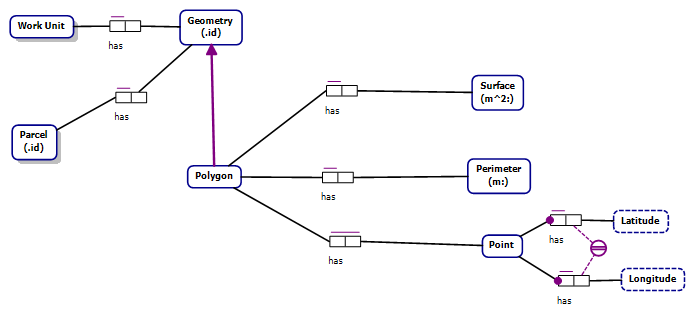 Work Unit
has
Geometry
(.id)
has
Parcel
(.id)
has
Surface
(m^2:)
Polygon
has
Perimeter
(m:)
has
Point
has
Latitude
has
Longitude